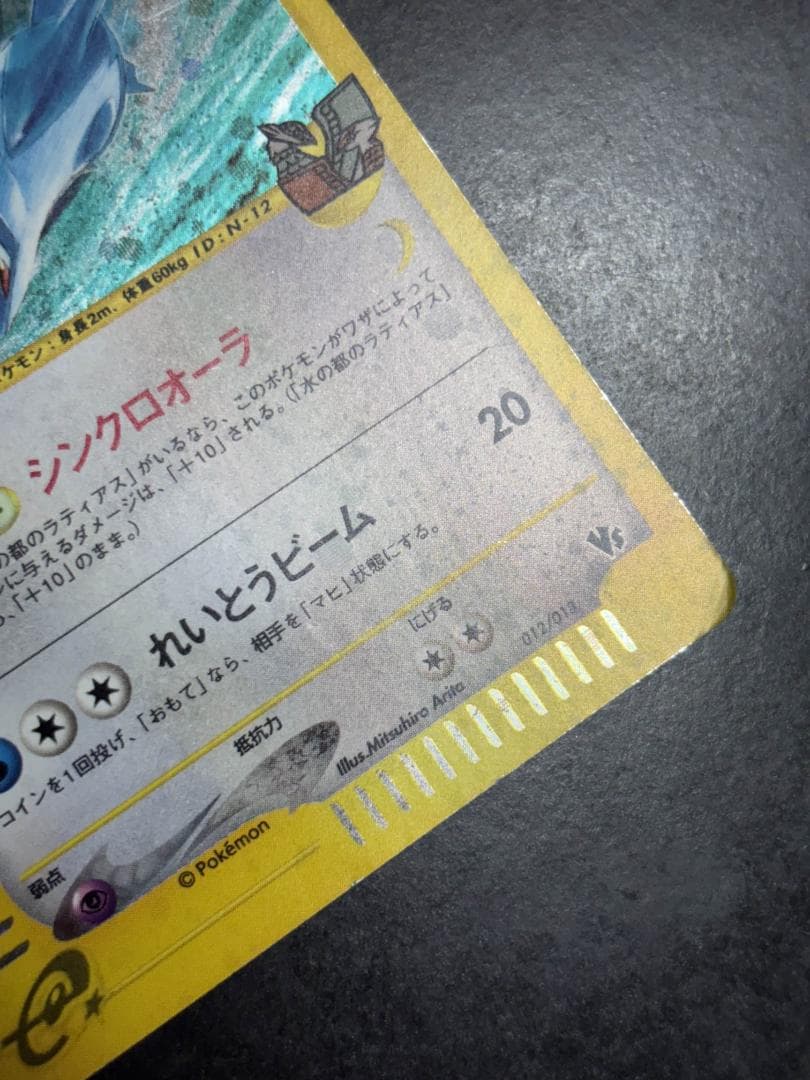 ケモン：身長2m、体重60kg ID：N-12
シンクロオーラ
の都のラティアス」がいるなら、このポケモンがワザによって
ンに与えるダメージは、「＋10」される。（「水の都のラティアス」
ら、「＋10」のまま。）
れいとうビーム 20
コインを1回投げ、「おもて」なら、相手を「マヒ」状態にする。
弱点 抵抗力 にげる
Illus.Mitsuhiro Arita 012/018 VS
© Pokémon
e